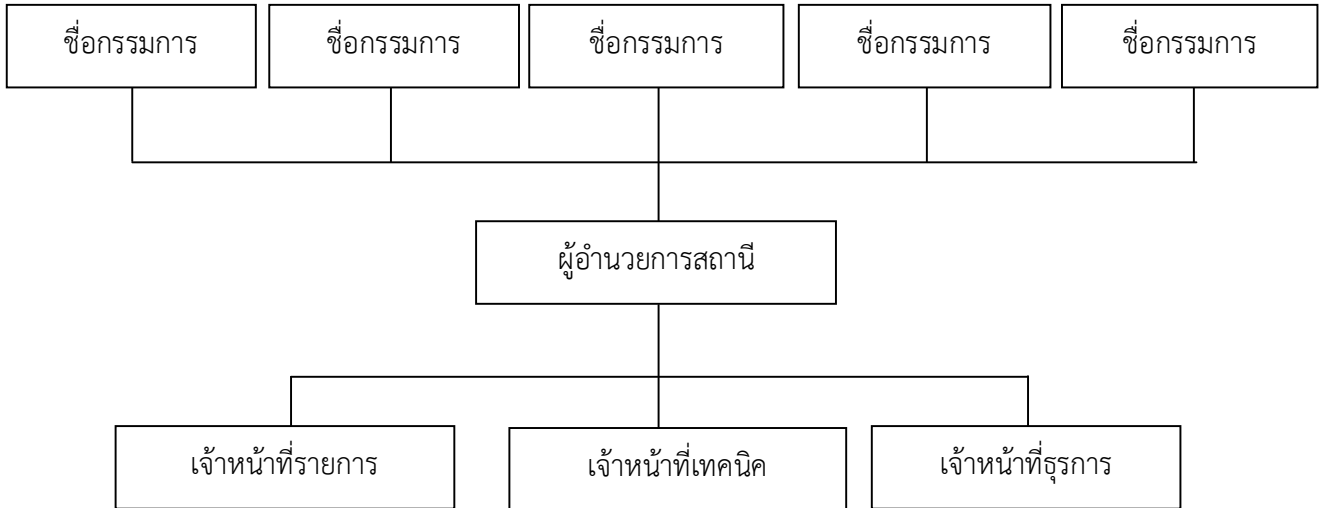 ชื่อกรรมการ
ชื่อกรรมการ
ชื่อกรรมการ
ชื่อกรรมการ
ชื่อกรรมการ
ผู้อำนวยการสถานี
เจ้าหน้าที่รายการ
เจ้าหน้าที่เทคนิค
เจ้าหน้าที่ธุรการ